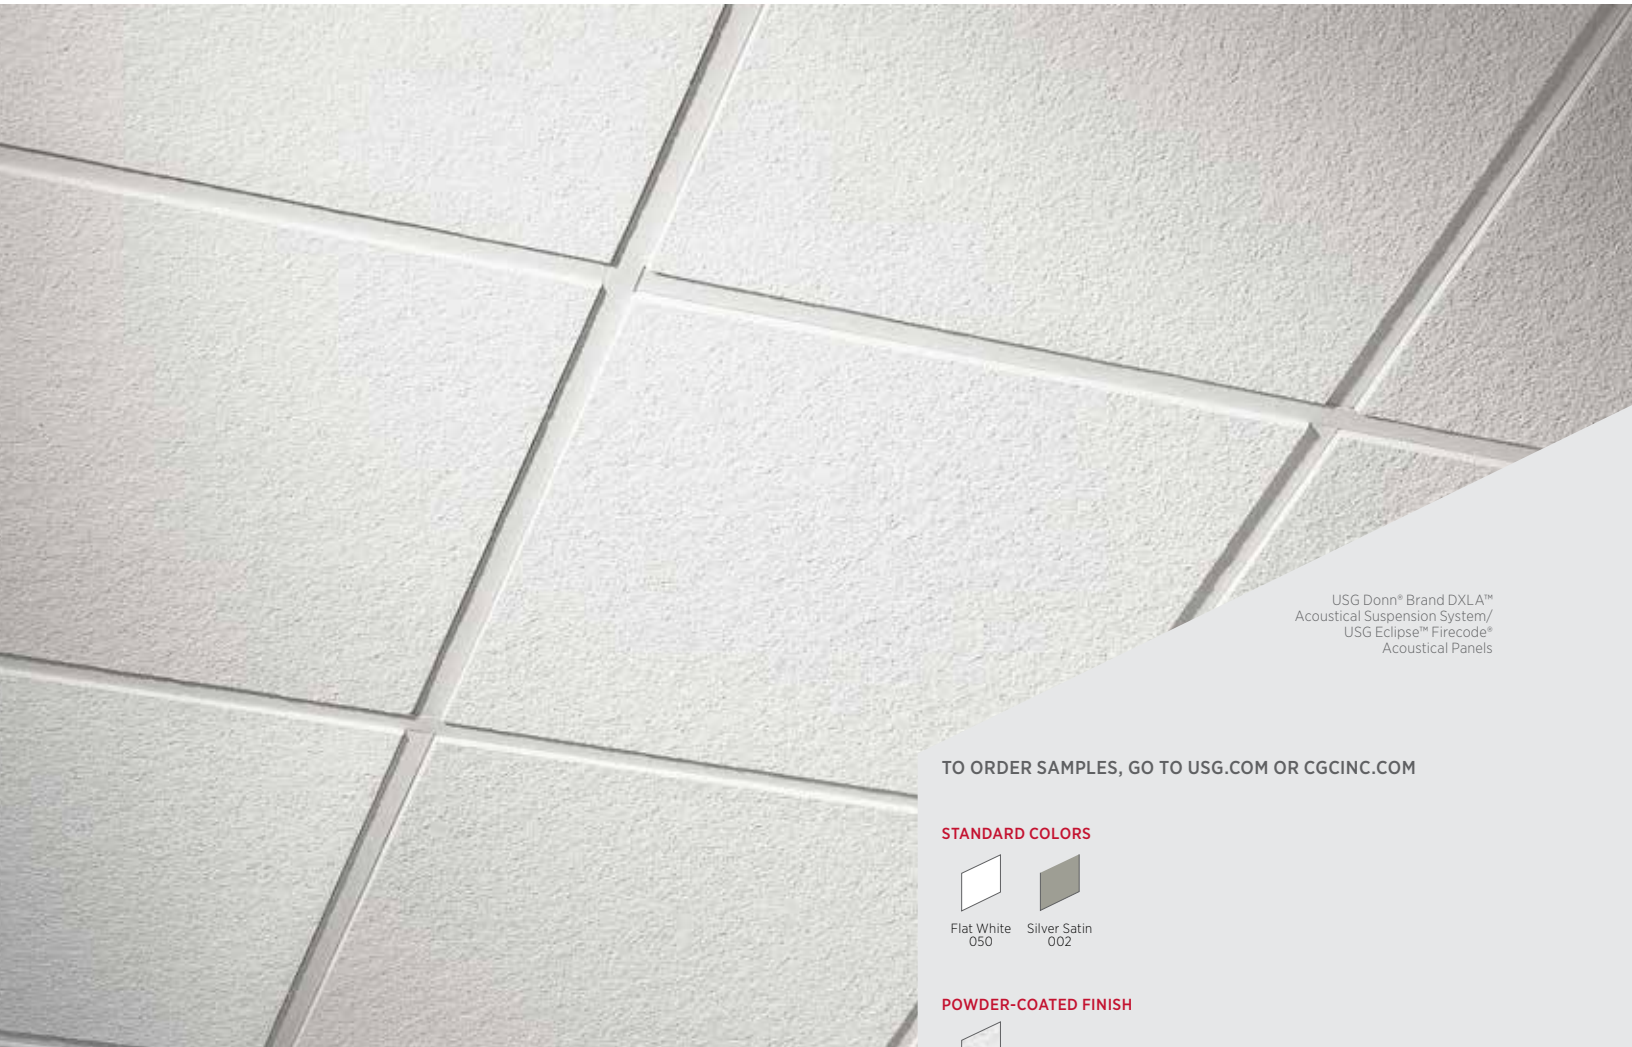 USG Donn® Brand DXLA™
Acoustical Suspension System/
USG Eclipse™ Firecode®
Acoustical Panels
TO ORDER SAMPLES, GO TO USG.COM OR CGCINC.COM
STANDARD COLORS
Flat White
050
Silver Satin
002
POWDER-COATED FINISH